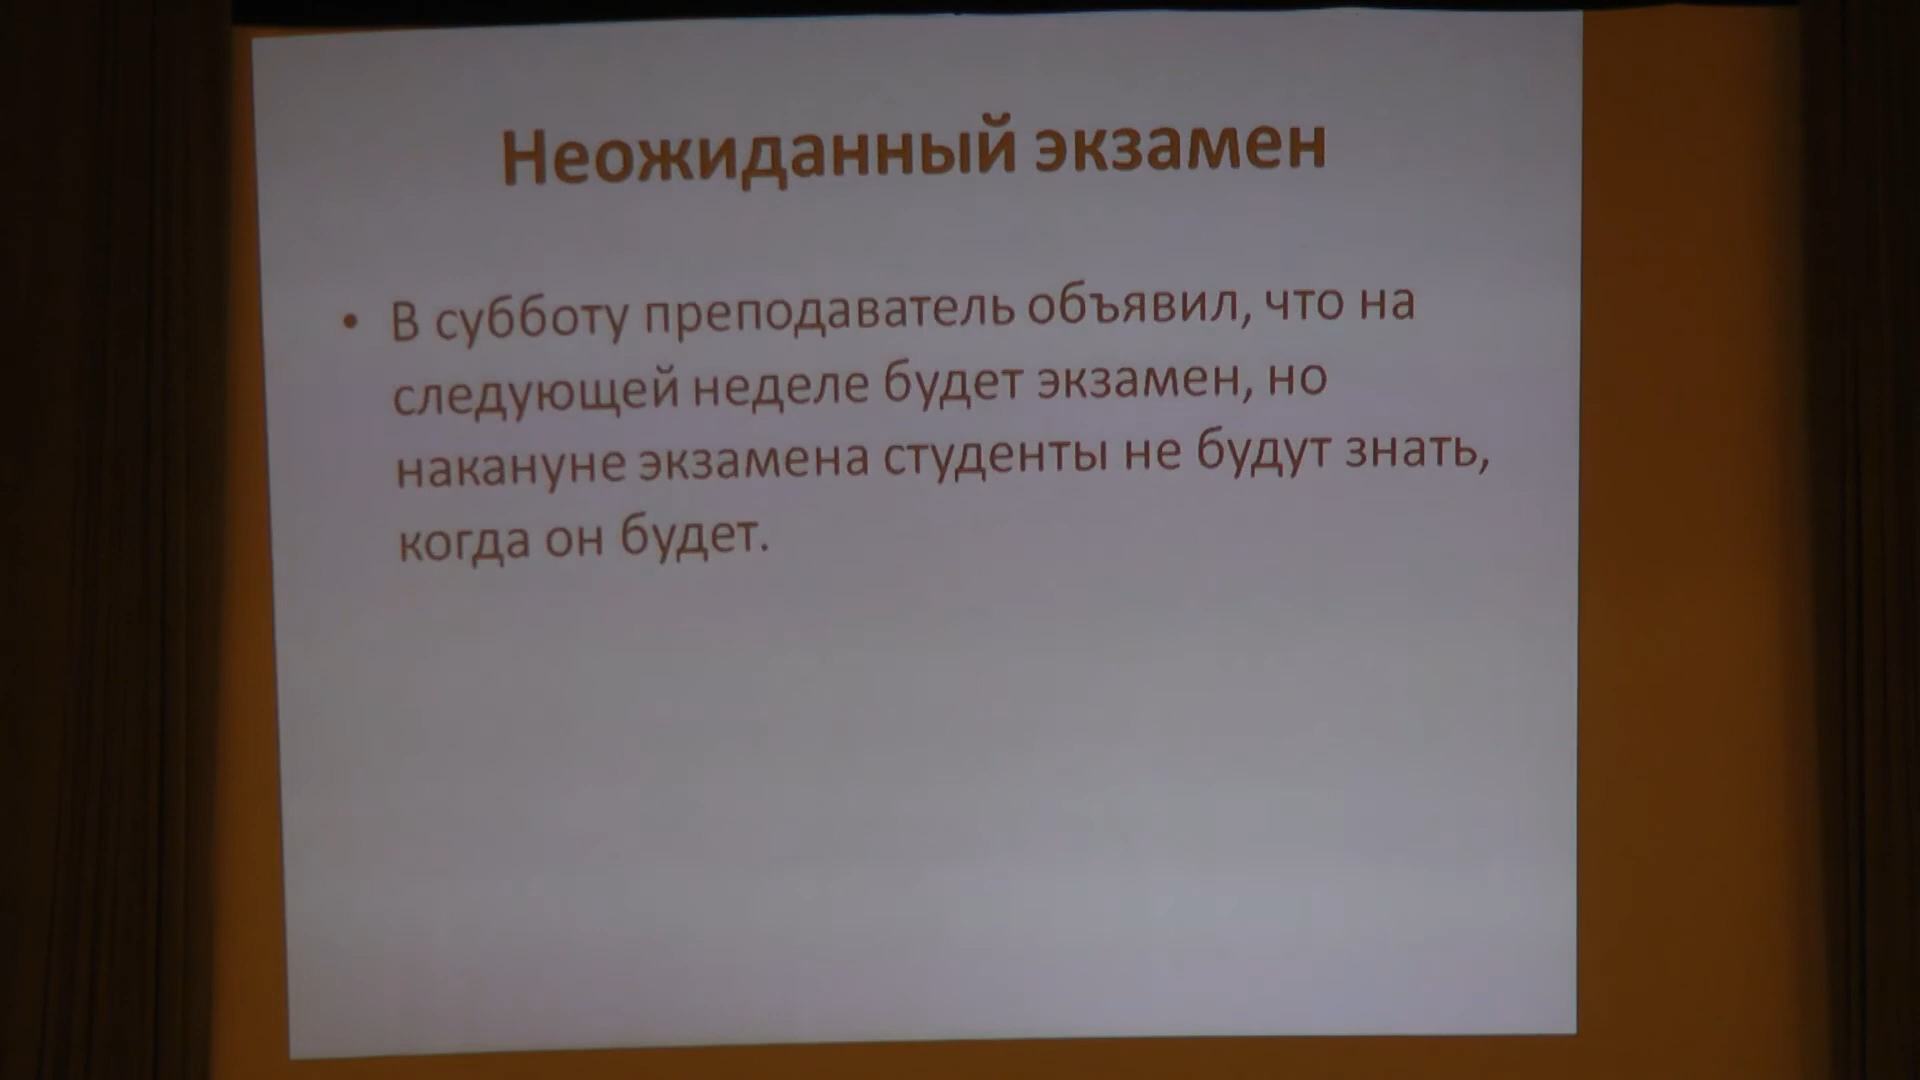 Неожиданный экзамен
• В субботу преподаватель объявил, что на
следующей неделе будет экзамен, но
накануне экзамена студенты не будут знать,
когда он будет.